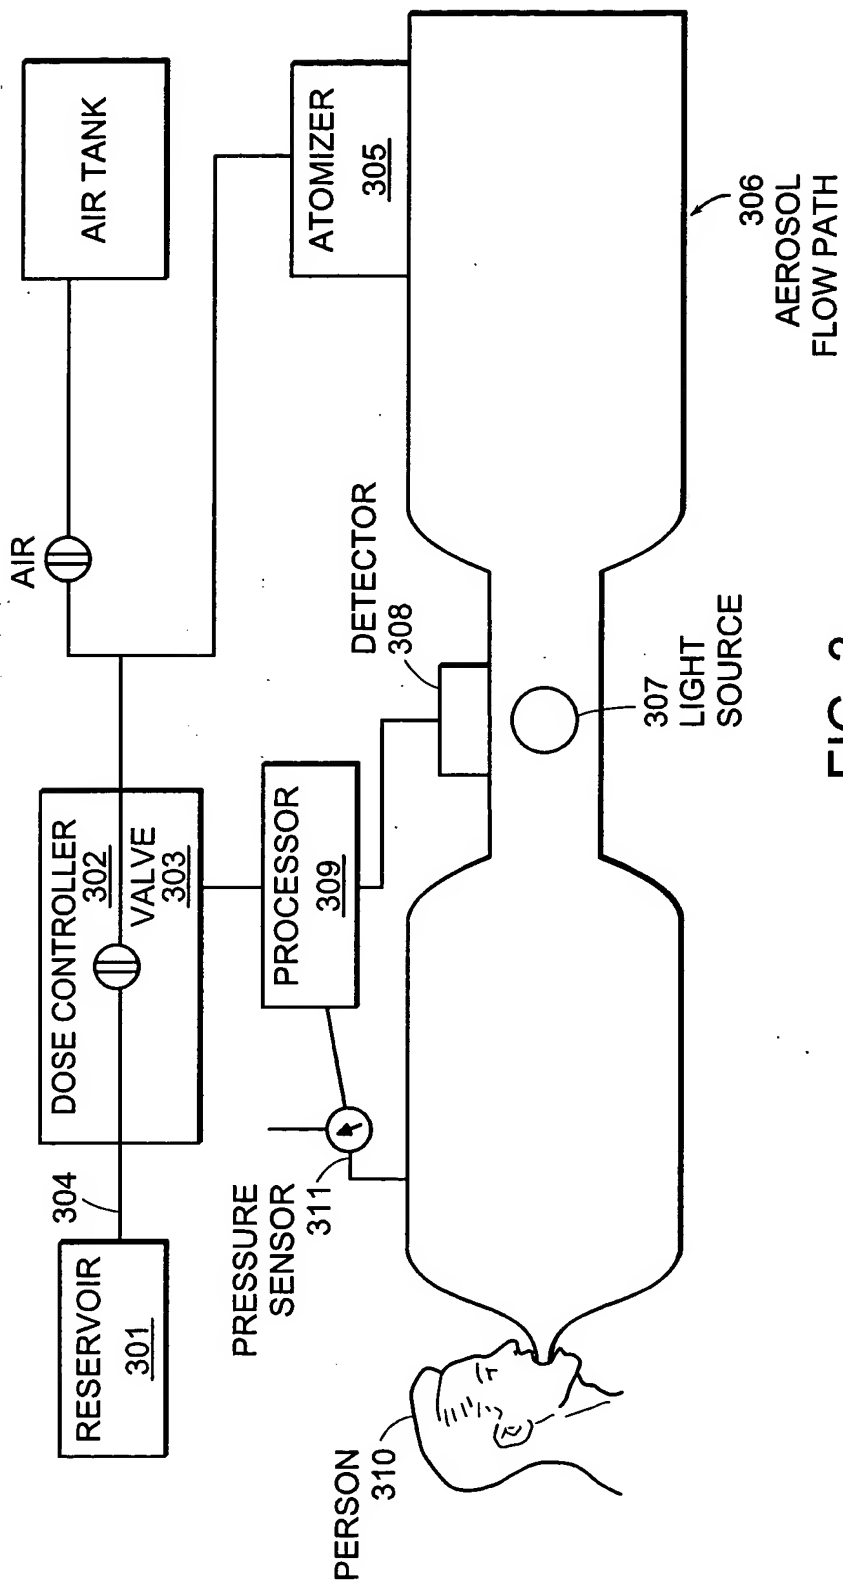 AIR
DOSE CONTROLLER
302
304
RESERVOIR
301
VALVE
303
AIR TANK
PRESSURE
SENSOR
311
PROCESSOR
309
ATOMIZER
305
PERSON
310
DETECTOR
308
307
LIGHT
SOURCE
306
AEROSOL
FLOW PATH
FIG.